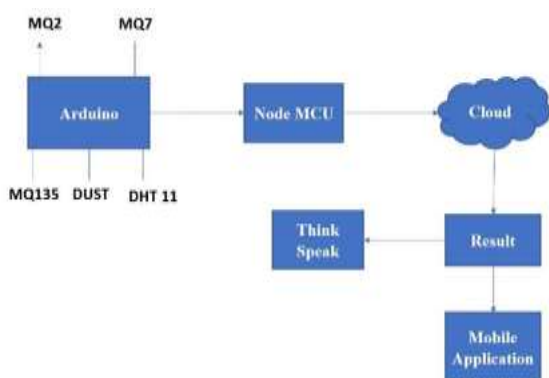 MQ2
MQ7
Arduino
Node MCU
Cloud
MQ135
DUST
DHT 11
Think
Speak
Result
Mobile
Application